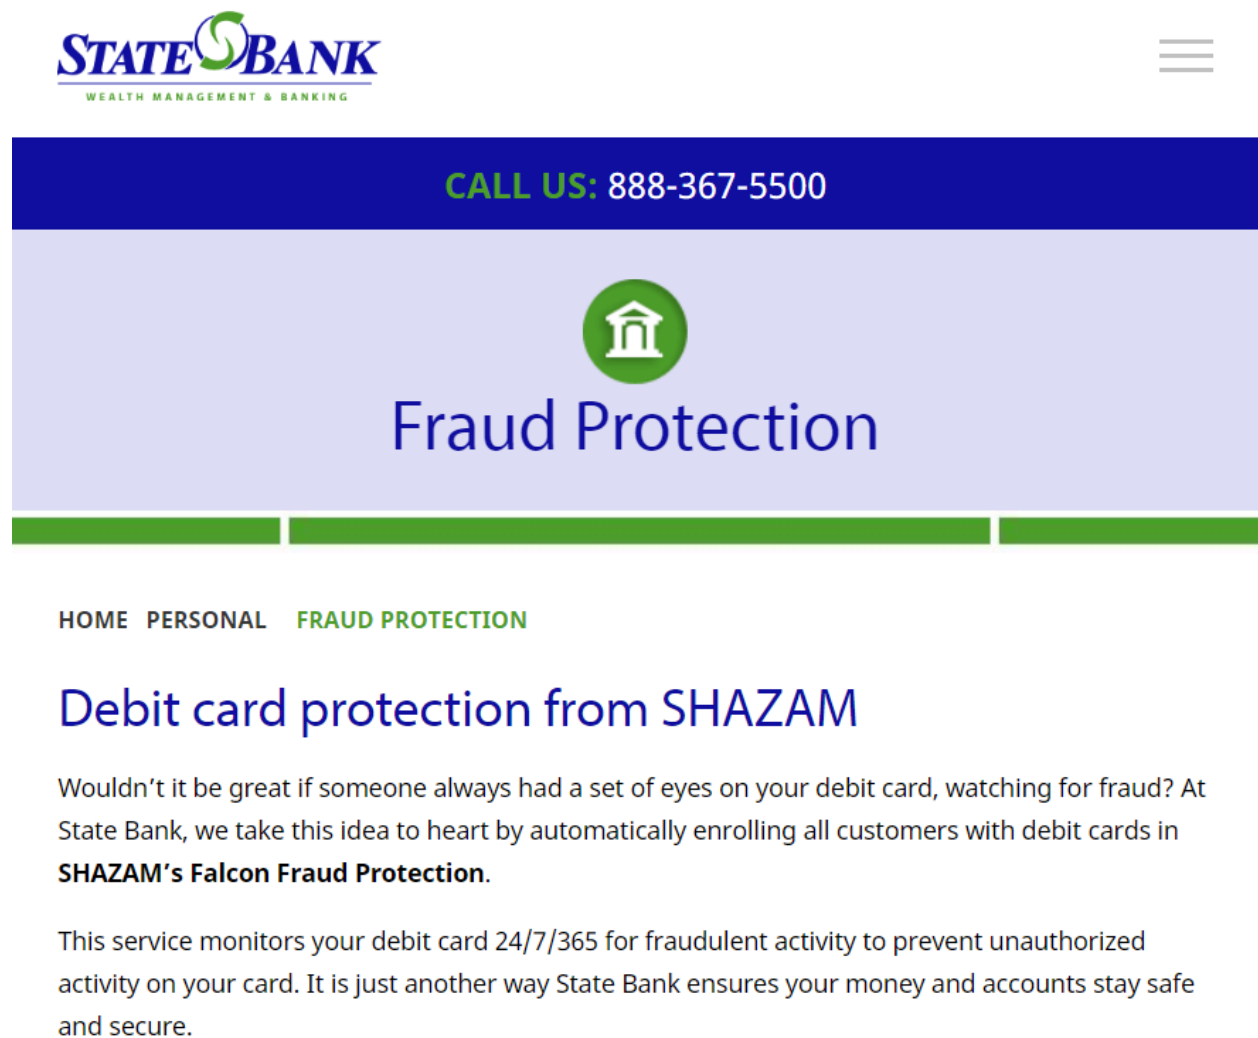 STATE BANK
WEALTH MANAGEMENT & BANKING
CALL US: 888-367-5500
Fraud Protection
HOME PERSONAL FRAUD PROTECTION
Debit card protection from SHAZAM
Wouldn’t it be great if someone always had a set of eyes on your debit card, watching for fraud? At
State Bank, we take this idea to heart by automatically enrolling all customers with debit cards in
SHAZAM’s Falcon Fraud Protection.
This service monitors your debit card 24/7/365 for fraudulent activity to prevent unauthorized
activity on your card. It is just another way State Bank ensures your money and accounts stay safe
and secure.